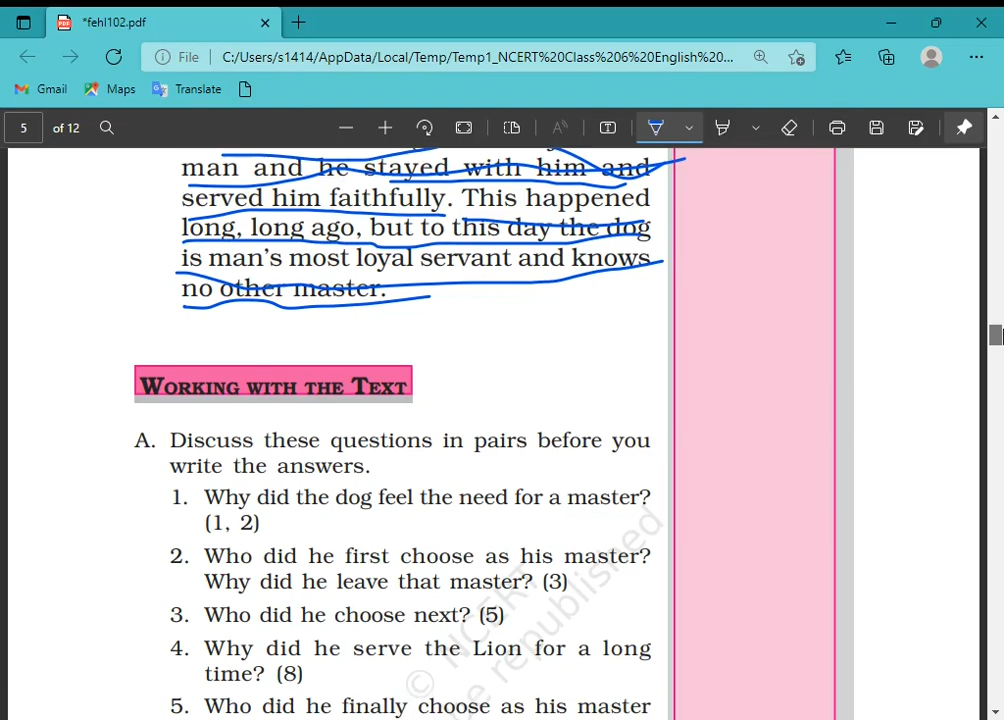 *fehl102.pdf
File
C:/Users/s1414/AppData/Local/Temp/Temp1_NCERT%20Class%206%20English%20...
Gmail
Maps
Translate
5
of 12
man and he stayed with him and
served him faithfully. This happened
long, long ago, but to this day the dog
is man's most loyal servant and knows
no other master.
WORKING WITH THE TEXT
A. Discuss these questions in pairs before you
write the answers.
1. Why did the dog feel the need for a master?
(1, 2)
2. Who did he first choose as his master?
Why did he leave that master? (3)
3. Who did he choose next? (5)
4. Why did he serve the Lion for a long
time? (8)
5. Who did he finally choose as his master
© NCERT
be republished